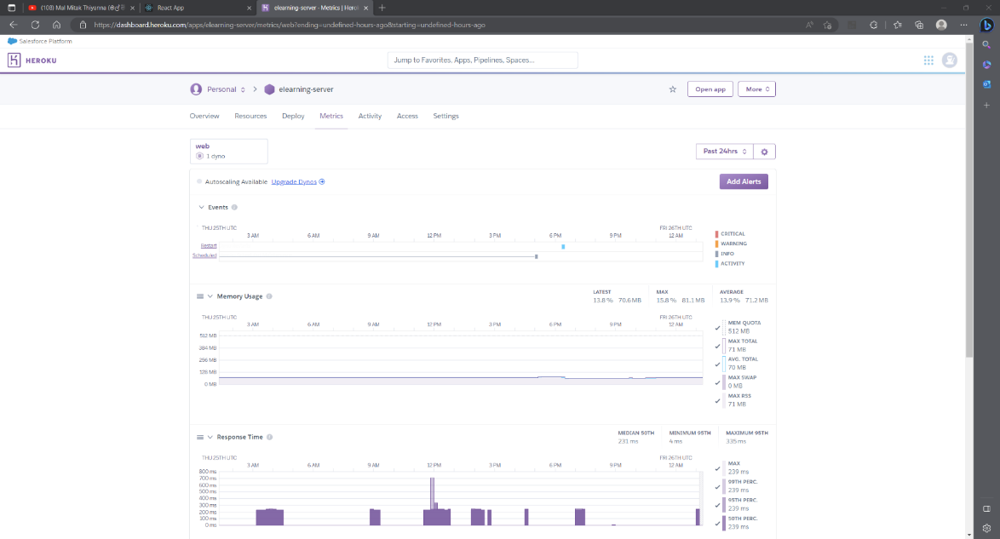 (108) Mal Mitak Thiyanna
React App
elearning-server - Metrics | Hero
https://dashboard.heroku.com/apps/elearning-server/metrics/web?ending=undefined-hours-ago&starting=undefined-hours-ago
Salesforce Platform
HEROKU
Jump to Favorites, Apps, Pipelines, Spaces...
Personal > elearning-server
Open app
More
Overview Resources Deploy Metrics Activity Access Settings
web
1 dyno
Past 24hrs
Autoscaling Available Upgrade Dynos
Add Alerts
Events
THU 25TH UTC FRI 26TH UTC
3 AM 6 AM 9 AM 12 PM 3 PM 6 PM 9 PM 12 AM
Restart
Scheduled
CRITICAL
WARNING
INFO
ACTIVITY
Memory Usage
LATEST MAX AVERAGE
13.8 % 70.6 MB 15.8 % 81.1 MB 13.9 % 71.2 MB
THU 25TH UTC FRI 26TH UTC
3 AM 6 AM 9 AM 12 PM 3 PM 6 PM 9 PM 12 AM
512 MB
384 MB
256 MB
128 MB
0 MB
MEM QUOTA
512 MB
MAX TOTAL
71 MB
AVG. TOTAL
70 MB
MAX SWAP
0 MB
MAX RSS
71 MB
Response Time
MEDIAN 50TH MINIMUM 95TH MAXIMUM 95TH
231 ms 4 ms 335 ms
THU 25TH UTC FRI 26TH UTC
3 AM 6 AM 9 AM 12 PM 3 PM 6 PM 9 PM 12 AM
800 ms
700 ms
600 ms
500 ms
400 ms
300 ms
200 ms
100 ms
0 ms
MAX
239 ms
99TH PERC.
239 ms
95TH PERC.
239 ms
50TH PERC.
239 ms